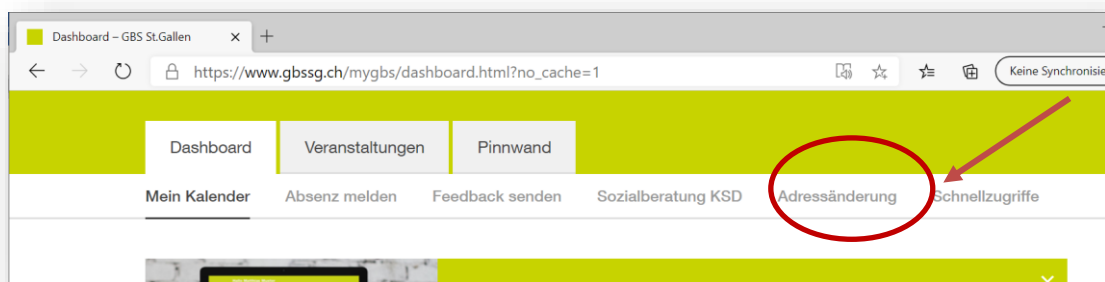 Dashboard – GBS St.Gallen
https://www.gbssg.ch/mygbs/dashboard.html?no_cache=1
Keine Synchronisie
Dashboard Veranstaltungen Pinnwand
Mein Kalender Absenz melden Feedback senden Sozialberatung KSD Adressänderung Schnellzugriffe